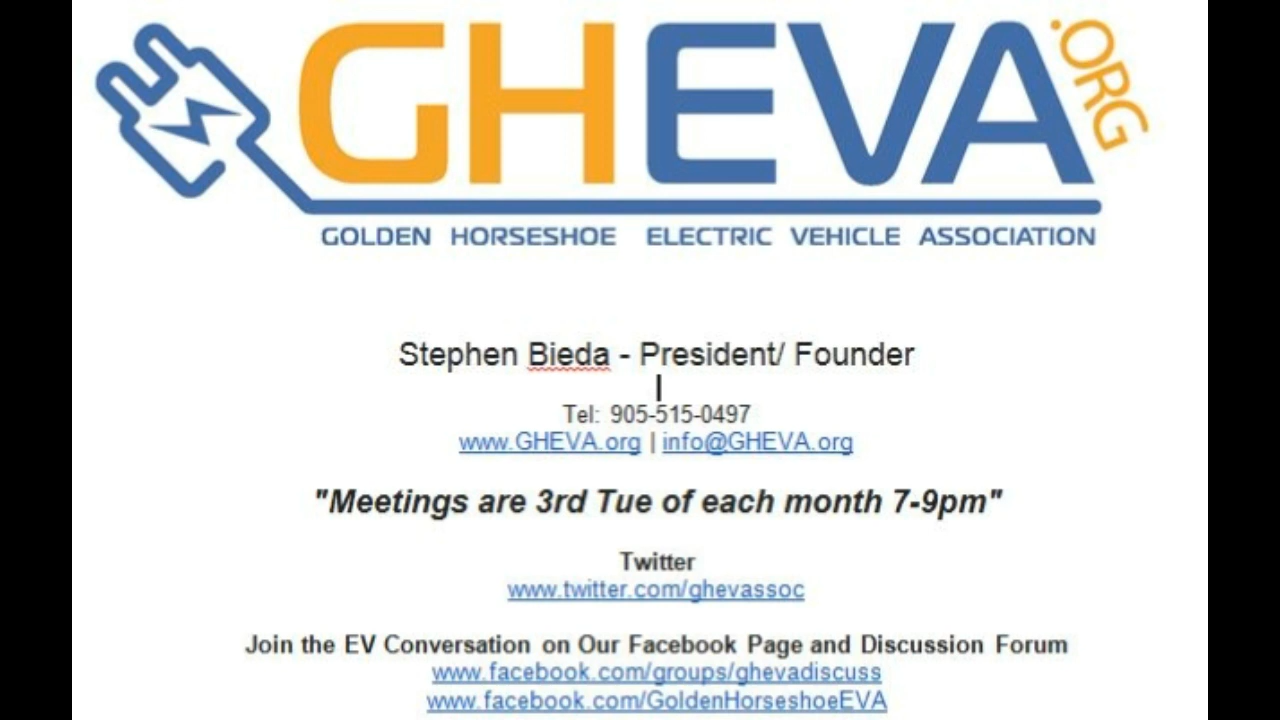 GHEVA.ORG
GOLDEN HORSESHOE ELECTRIC VEHICLE ASSOCIATION
Stephen Bieda - President/ Founder
Tel: 905-515-0497
www.GHEVA.org | info@GHEVA.org
"Meetings are 3rd Tue of each month 7-9pm"
Twitter
www.twitter.com/ghevassoc
Join the EV Conversation on Our Facebook Page and Discussion Forum
www.facebook.com/groups/ghevadiscuss
www.facebook.com/GoldenHorseshoeEVA